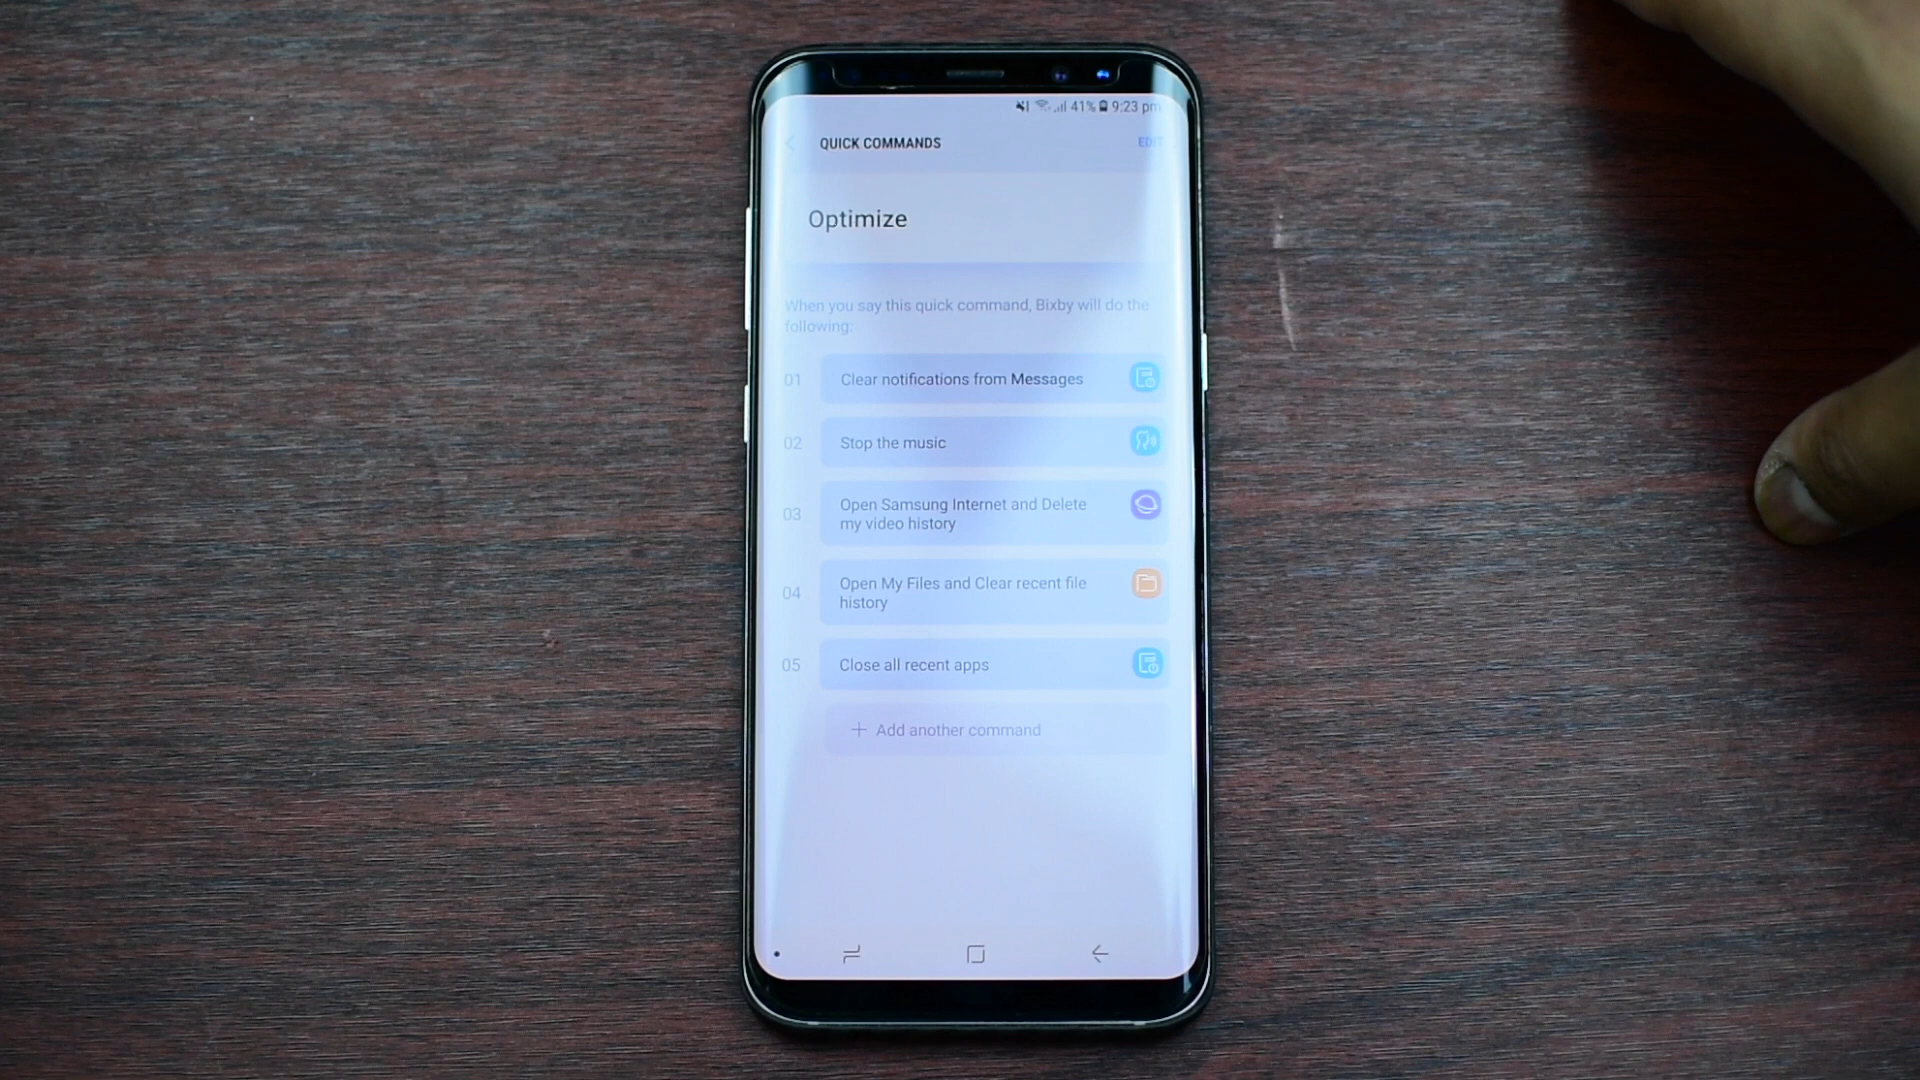 41% 9:23 pm
QUICK COMMANDS EDIT
Optimize
When you say this quick command, Bixby will do the
following:
01 Clear notifications from Messages
02 Stop the music
03 Open Samsung Internet and Delete
my video history
04 Open My Files and Clear recent file
history
05 Close all recent apps
+ Add another command